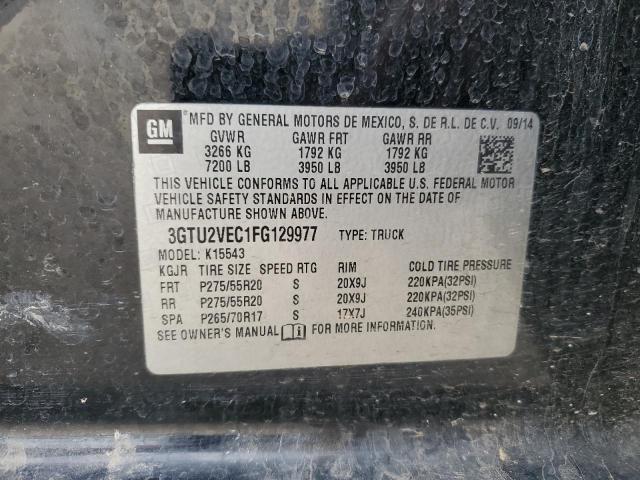 GM
® MFD BY GENERAL MOTORS DE MEXICO, S. DE R.L. DE C.V. 09/14
GVWR GAWR FRT GAWR RR
3266 KG 1792 KG 1792 KG
7200 LB 3950 LB 3950 LB
THIS VEHICLE CONFORMS TO ALL APPLICABLE U.S. FEDERAL MOTOR
VEHICLE SAFETY STANDARDS IN EFFECT ON THE DATE OF
MANUFACTURE SHOWN ABOVE.
3GTU2VEC1FG129977 TYPE: TRUCK
MODEL: K15543
KGJR TIRE SIZE SPEED RTG RIM COLD TIRE PRESSURE
FRT P275/55R20 S 20X9J 220KPA(32PSI)
RR P275/55R20 S 20X9J 220KPA(32PSI)
SPA P265/70R17 S 17X7J 240KPA(35PSI)
SEE OWNER'S MANUAL i FOR MORE INFORMATION.